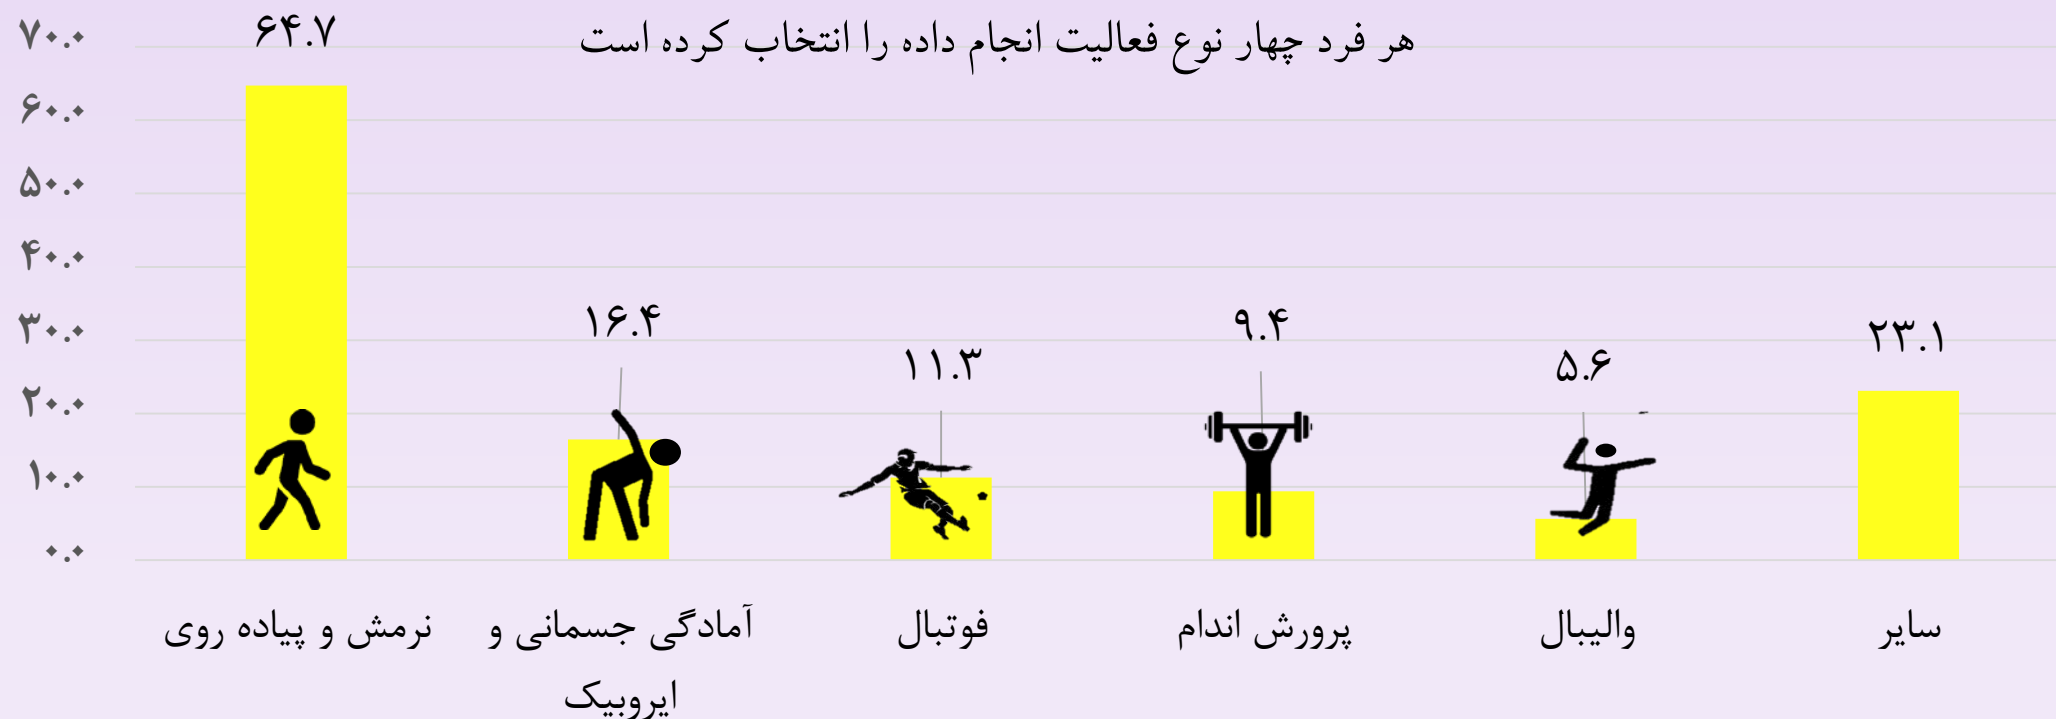 هر فرد چهار نوع فعالیت انجام داده را انتخاب کرده است
۷۰.۰
۶۰.۰
۵۰.۰
۴۰.۰
۳۰.۰
۲۰.۰
۱۰.۰
۰.۰
۶۴.۷
۱۶.۴
۱۱.۳
۹.۴
۵.۶
۲۳.۱
نرمش و پیاده روی
آمادگی جسمانی و
ایروبیک
فوتبال
پرورش اندام
والیبال
سایر